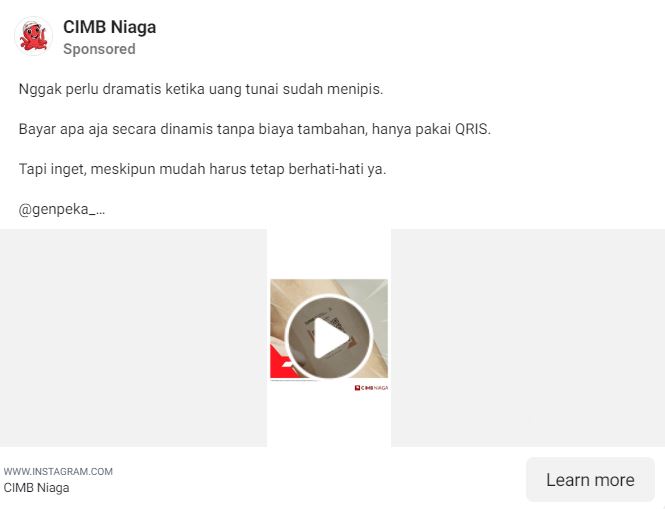 CIMB Niaga
Sponsored
Nggak perlu dramatis ketika uang tunai sudah menipis.
Bayar apa aja secara dinamis tanpa biaya tambahan, hanya pakai QRIS.
Tapi inget, meskipun mudah harus tetap berhati-hati ya.
@genpeka_...
CIMB NIAGA
WWW.INSTAGRAM.COM
CIMB Niaga
Learn more